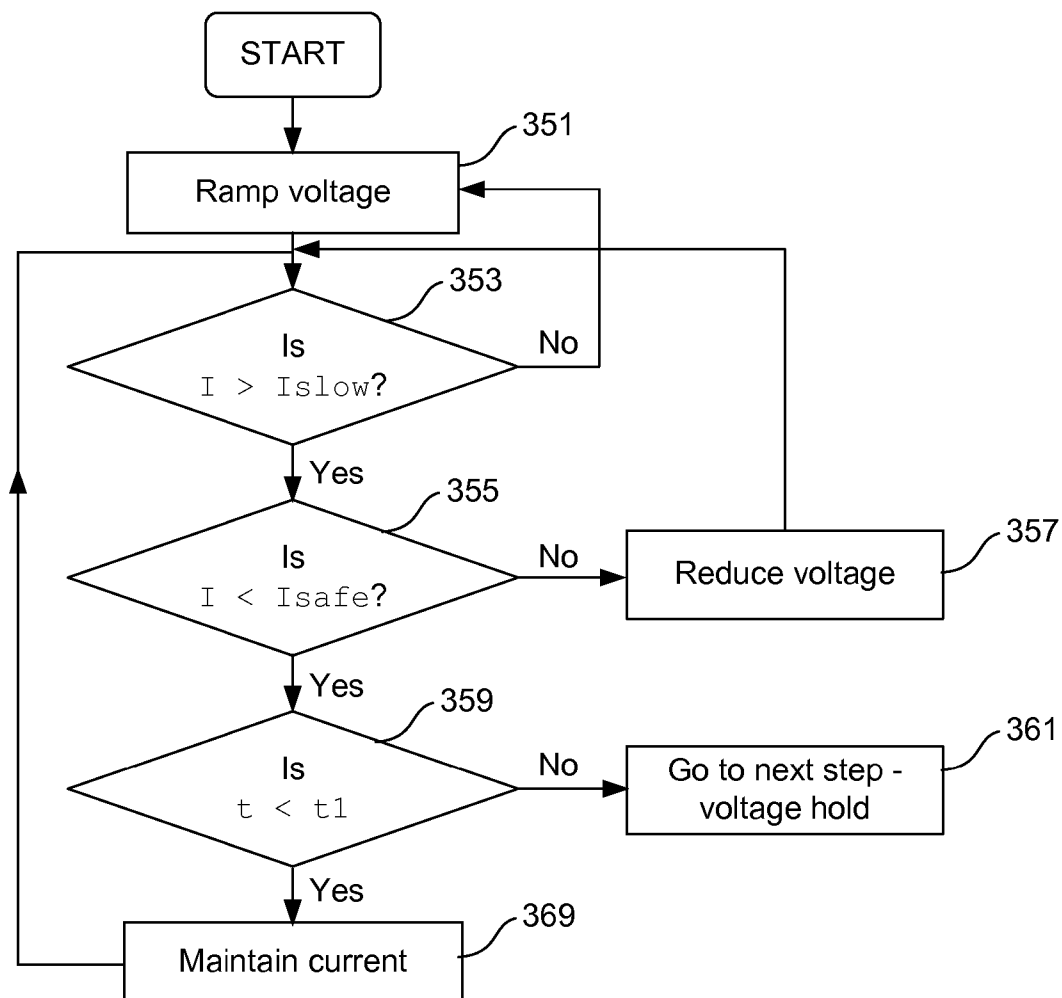 START
351
Ramp voltage
353
Is
I > Islow?
No
Yes
355
Is
I < Isafe?
No
357
Reduce voltage
Yes
359
Is
t < t1
No
361
Go to next step -
voltage hold
Yes
369
Maintain current